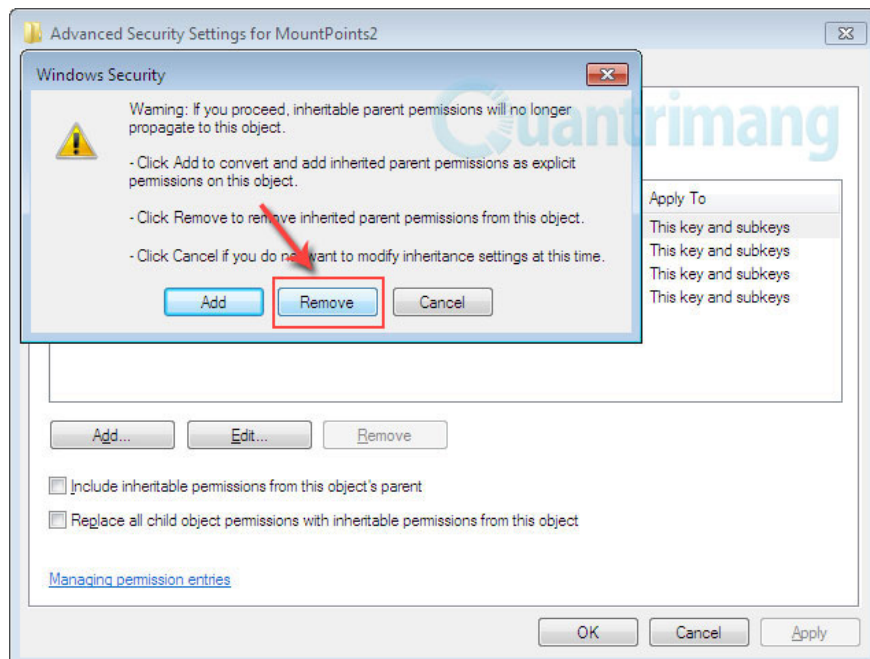 Advanced Security Settings for MountPoints2
Windows Security
Warning: If you proceed, inheritable parent permissions will no longer
propagate to this object.
- Click Add to convert and add inherited parent permissions as explicit
permissions on this object.
- Click Remove to remove inherited parent permissions from this object.
- Click Cancel if you do not want to modify inheritance settings at this time.
Add
Remove
Cancel
Quantrimang
Apply To
This key and subkeys
This key and subkeys
This key and subkeys
This key and subkeys
Add...
Edit...
Remove
Include inheritable permissions from this object's parent
Replace all child object permissions with inheritable permissions from this object
Managing permission entries
OK
Cancel
Apply